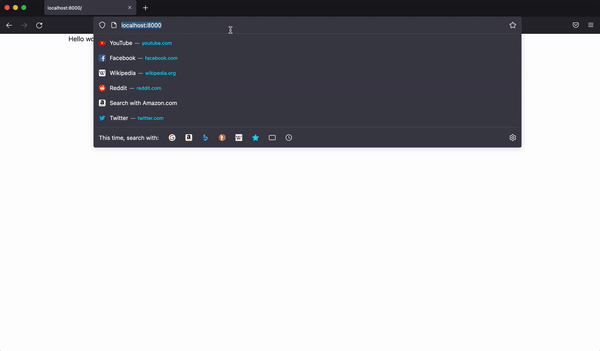 localhost:8000/
localhost:8000
Hello wo
YouTube — youtube.com
Facebook — facebook.com
Wikipedia — wikipedia.org
Reddit — reddit.com
Search with Amazon.com
Twitter — twitter.com
This time, search with: